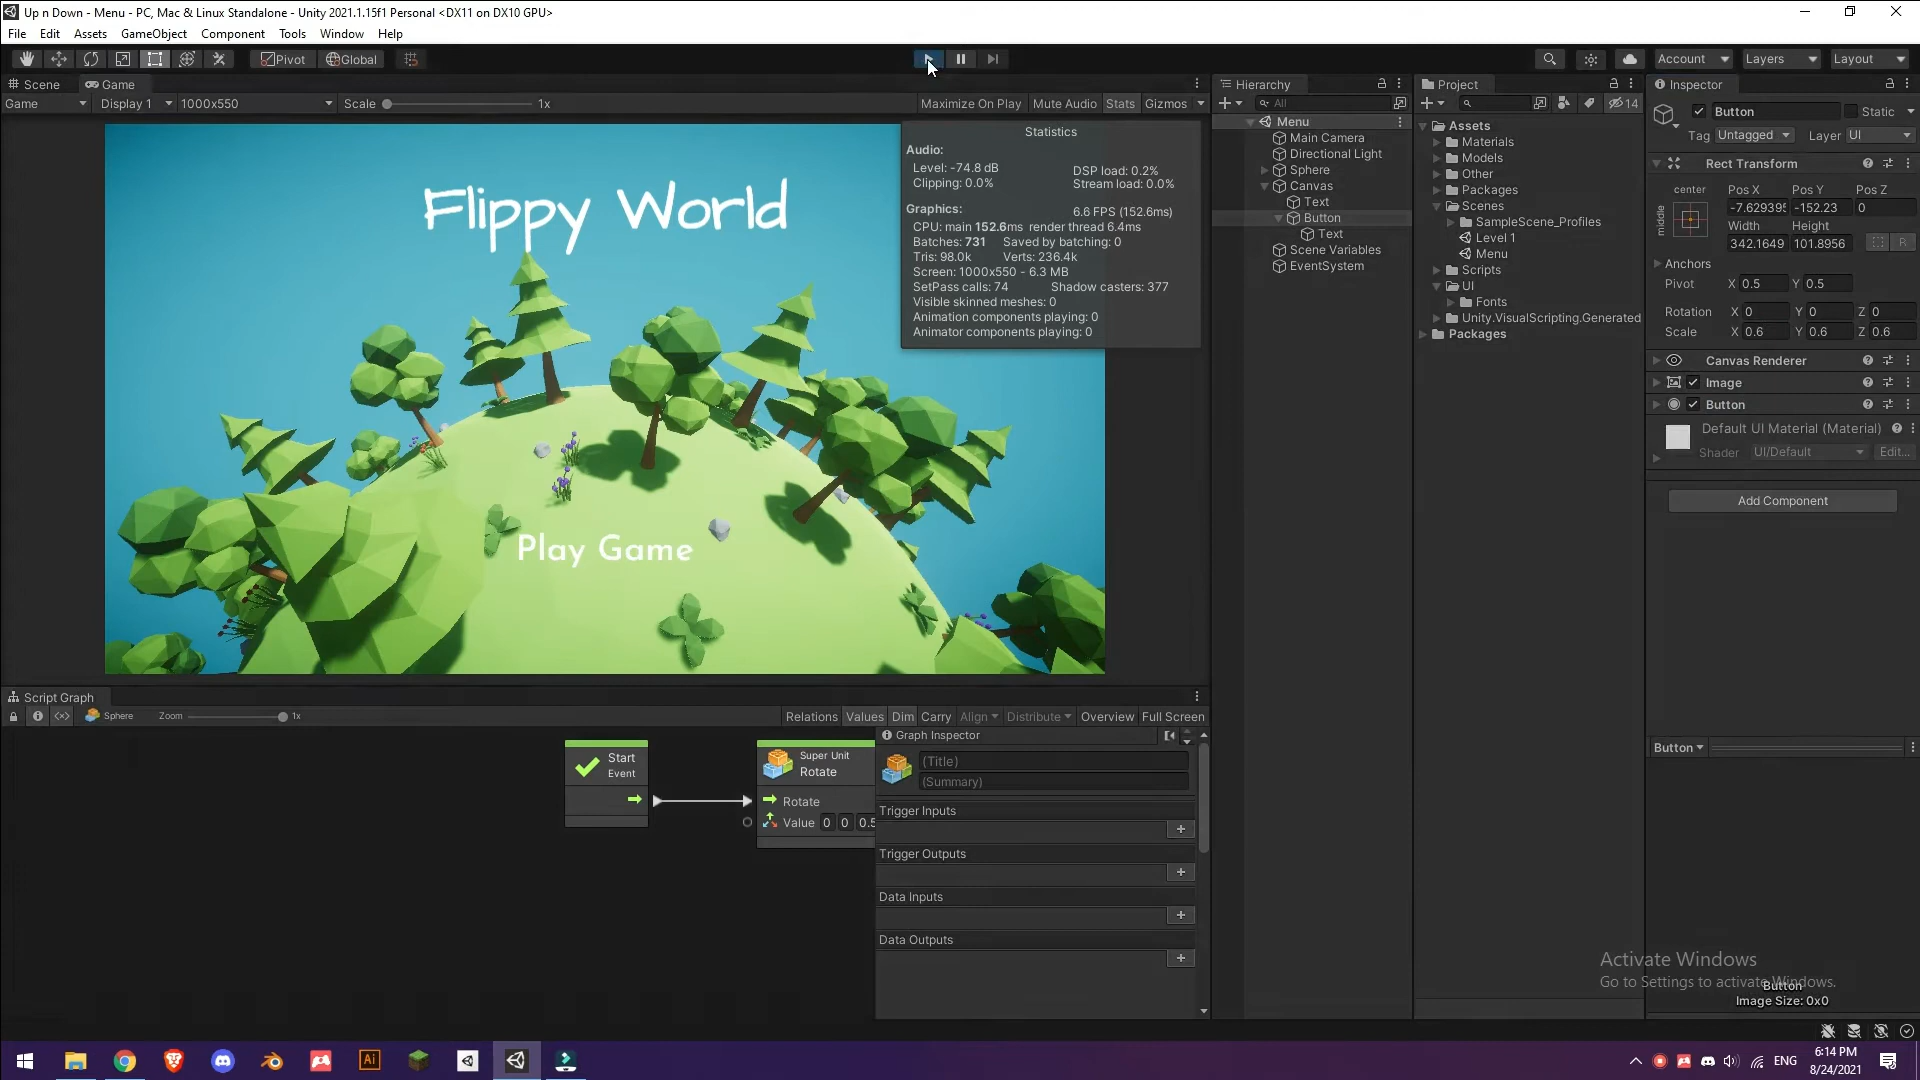 Up n Down - Menu - PC, Mac & Linux Standalone - Unity 2021.1.15f1 Personal <DX11 on DX10 GPU>
File Edit Assets GameObject Component Tools Window Help
Pivot Global Account Layers Layout
Scene Game
Game Display 1 1000x550 Scale 1x Maximize On Play Mute Audio Stats Gizmos
Flippy World
Play Game
Statistics
Audio:
Level: -74.8 dB DSP load: 0.2%
Clipping: 0.0% Stream load: 0.0%
Graphics: 6.6 FPS (152.6ms)
CPU: main 152.6ms render thread 6.4ms
Batches: 731 Saved by batching: 0
Tris: 98.0k Verts: 236.4k
Screen: 1000x550 - 6.3 MB
SetPass calls: 74 Shadow casters: 377
Visible skinned meshes: 0
Animation components playing: 0
Animator components playing: 0
Hierarchy
All
Menu
Main Camera
Directional Light
Sphere
Canvas
Text
Button
Text
Scene Variables
EventSystem
Project
14
Assets
Materials
Models
Other
Packages
Scenes
SampleScene_Profiles
Level 1
Menu
Scripts
UI
Fonts
Unity.VisualScripting.Generated
Packages
Inspector
Button Static
Tag Untagged Layer UI
Rect Transform
center Pos X Pos Y Pos Z
middle -7.629395 -152.23 0
Width Height
342.1649 101.8956 R
Anchors
Pivot X 0.5 Y 0.5
Rotation X 0 Y 0 Z 0
Scale X 0.6 Y 0.6 Z 0.6
Canvas Renderer
Image
Button
Default UI Material (Material)
Shader UI/Default Edit...
Add Component
Button
Button
Image Size: 0x0
Activate Windows
Go to Settings to activate Windows.
Script Graph
Sphere Zoom 1x Relations Values Dim Carry Align Distribute Overview Full Screen
Start
Event
Super Unit
Rotate
Rotate
Value 0 0 0.5
Graph Inspector
(Title)
(Summary)
Trigger Inputs
Trigger Outputs
Data Inputs
Data Outputs
Ai
ENG
6:14 PM
8/24/2021